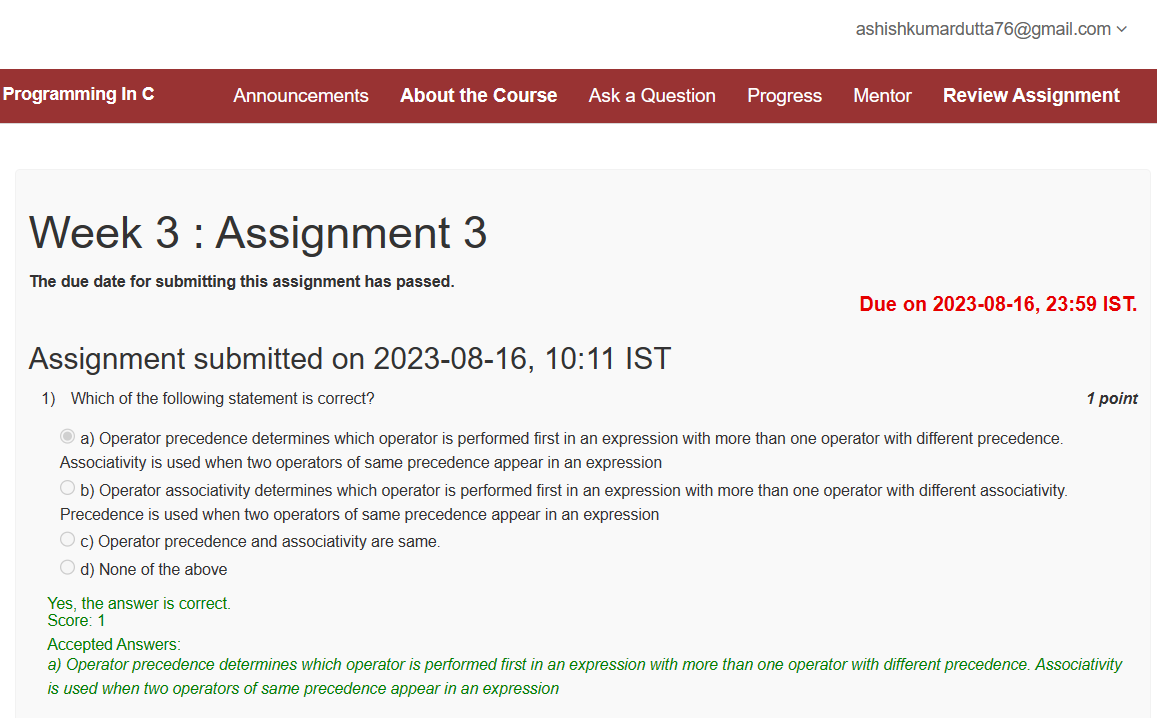 ashishkumardutta76@gmail.com
Programming In C Announcements About the Course Ask a Question Progress Mentor Review Assignment
Week 3 : Assignment 3
The due date for submitting this assignment has passed.
Due on 2023-08-16, 23:59 IST.
Assignment submitted on 2023-08-16, 10:11 IST
1) Which of the following statement is correct? 1 point
a) Operator precedence determines which operator is performed first in an expression with more than one operator with different precedence.
Associativity is used when two operators of same precedence appear in an expression
b) Operator associativity determines which operator is performed first in an expression with more than one operator with different associativity.
Precedence is used when two operators of same precedence appear in an expression
c) Operator precedence and associativity are same.
d) None of the above
Yes, the answer is correct.
Score: 1
Accepted Answers:
a) Operator precedence determines which operator is performed first in an expression with more than one operator with different precedence. Associativity
is used when two operators of same precedence appear in an expression